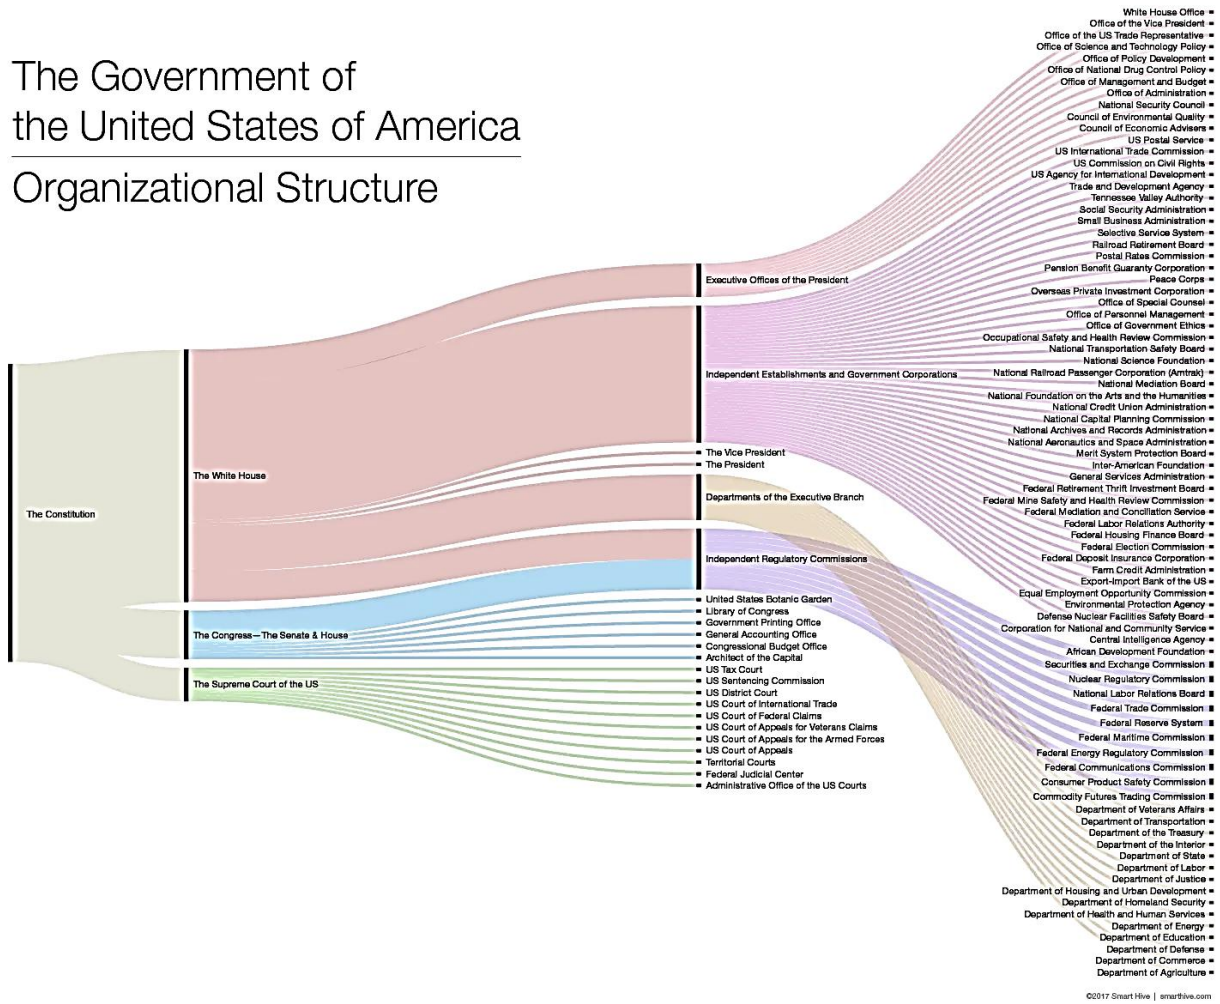 The Government of
the United States of America
Organizational Structure
The Constitution
The White House
The Congress—The Senate & House
The Supreme Court of the US
Executive Offices of the President
Independent Establishments and Government Corporations
The Vice President
The President
Departments of the Executive Branch
Independent Regulatory Commissions
United States Botanic Garden
Library of Congress
Government Printing Office
General Accounting Office
Congressional Budget Office
Architect of the Capital
US Tax Court
US Sentencing Commission
US District Court
US Court of International Trade
US Court of Federal Claims
US Court of Appeals for Veterans Claims
US Court of Appeals for the Armed Forces
US Court of Appeals
Territorial Courts
Federal Judicial Center
Administrative Office of the US Courts
White House Office
Office of the Vice President
Office of the US Trade Representative
Office of Science and Technology Policy
Office of Policy Development
Office of National Drug Control Policy
Office of Management and Budget
Office of Administration
National Security Council
Council of Environmental Quality
Council of Economic Advisers
US Postal Service
US International Trade Commission
US Commission on Civil Rights
US Agency for International Development
Trade and Development Agency
Tennessee Valley Authority
Social Security Administration
Small Business Administration
Selective Service System
Railroad Retirement Board
Postal Rates Commission
Pension Benefit Guaranty Corporation
Peace Corps
Overseas Private Investment Corporation
Office of Special Counsel
Office of Personnel Management
Office of Government Ethics
Occupational Safety and Health Review Commission
National Transportation Safety Board
National Science Foundation
National Railroad Passenger Corporation (Amtrak)
National Mediation Board
National Foundation on the Arts and the Humanities
National Credit Union Administration
National Capital Planning Commission
National Archives and Records Administration
National Aeronautics and Space Administration
Merit System Protection Board
Inter-American Foundation
General Services Administration
Federal Retirement Thrift Investment Board
Federal Mine Safety and Health Review Commission
Federal Mediation and Conciliation Service
Federal Labor Relations Authority
Federal Housing Finance Board
Federal Election Commission
Federal Deposit Insurance Corporation
Farm Credit Administration
Export-Import Bank of the US
Equal Employment Opportunity Commission
Environmental Protection Agency
Defense Nuclear Facilities Safety Board
Corporation for National and Community Service
Central Intelligence Agency
African Development Foundation
Securities and Exchange Commission
Nuclear Regulatory Commission
National Labor Relations Board
Federal Trade Commission
Federal Reserve System
Federal Maritime Commission
Federal Energy Regulatory Commission
Federal Communications Commission
Consumer Product Safety Commission
Commodity Futures Trading Commission
Department of Veterans Affairs
Department of Transportation
Department of the Treasury
Department of the Interior
Department of State
Department of Labor
Department of Justice
Department of Housing and Urban Development
Department of Homeland Security
Department of Health and Human Services
Department of Energy
Department of Education
Department of Defense
Department of Commerce
Department of Agriculture
©2017 Smart Hive | smarthive.com